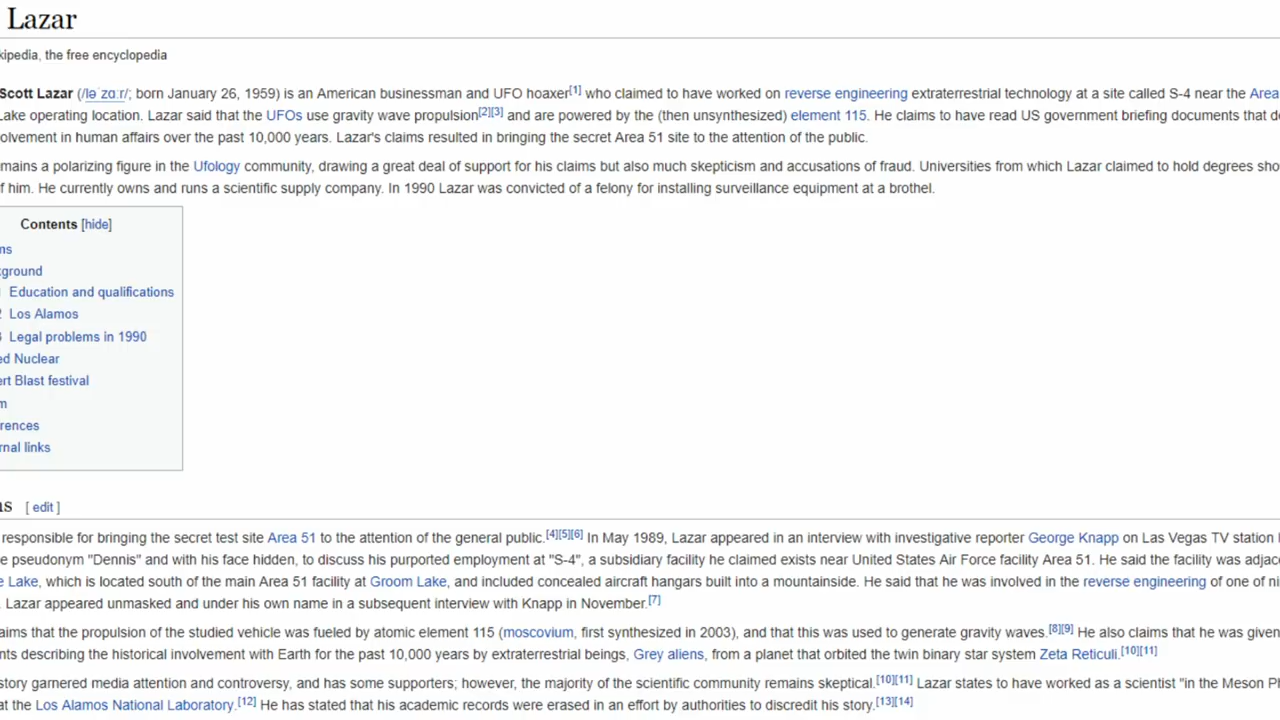 Lazar
kipedia, the free encyclopedia
Scott Lazar (/ləˈzɑːr/; born January 26, 1959) is an American businessman and UFO hoaxer[1] who claimed to have worked on reverse engineering extraterrestrial technology at a site called S-4 near the Area
Lake operating location. Lazar said that the UFOs use gravity wave propulsion[2][3] and are powered by the (then unsynthesized) element 115. He claims to have read US government briefing documents that de
olvement in human affairs over the past 10,000 years. Lazar's claims resulted in bringing the secret Area 51 site to the attention of the public.
mains a polarizing figure in the Ufology community, drawing a great deal of support for his claims but also much skepticism and accusations of fraud. Universities from which Lazar claimed to hold degrees sho
f him. He currently owns and runs a scientific supply company. In 1990 Lazar was convicted of a felony for installing surveillance equipment at a brothel.
Contents [hide]
ms
ground
Education and qualifications
2 Los Alamos
3 Legal problems in 1990
ed Nuclear
ert Blast festival
m
rences
rnal links
ms [ edit ]
responsible for bringing the secret test site Area 51 to the attention of the general public.[4][5][6] In May 1989, Lazar appeared in an interview with investigative reporter George Knapp on Las Vegas TV station
e pseudonym "Dennis" and with his face hidden, to discuss his purported employment at "S-4", a subsidiary facility he claimed exists near United States Air Force facility Area 51. He said the facility was adjac
e Lake, which is located south of the main Area 51 facility at Groom Lake, and included concealed aircraft hangars built into a mountainside. He said that he was involved in the reverse engineering of one of ni
. Lazar appeared unmasked and under his own name in a subsequent interview with Knapp in November.[7]
aims that the propulsion of the studied vehicle was fueled by atomic element 115 (moscovium, first synthesized in 2003), and that this was used to generate gravity waves.[8][9] He also claims that he was given
nts describing the historical involvement with Earth for the past 10,000 years by extraterrestrial beings, Grey aliens, from a planet that orbited the twin binary star system Zeta Reticuli.[10][11]
story garnered media attention and controversy, and has some supporters; however, the majority of the scientific community remains skeptical.[10][11] Lazar states to have worked as a scientist "in the Meson Ph
at the Los Alamos National Laboratory.[12] He has stated that his academic records were erased in an effort by authorities to discredit his story.[13][14]